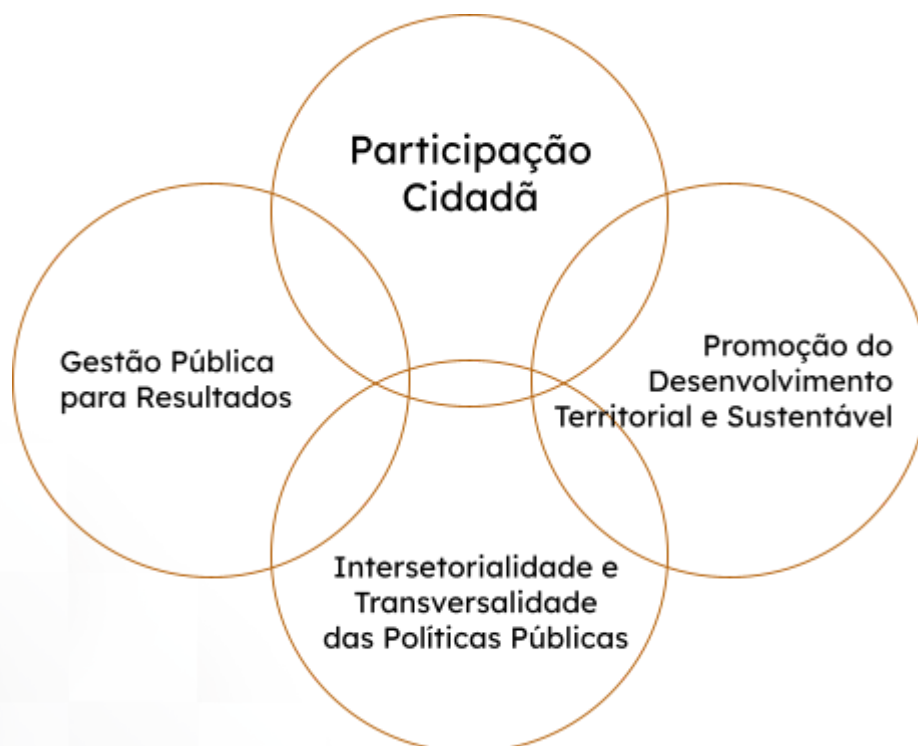 Participação
Cidadã
Gestão Pública
para Resultados
Promoção do
Desenvolvimento
Territorial e Sustentável
Intersetorialidade e
Transversalidade
das Políticas Públicas